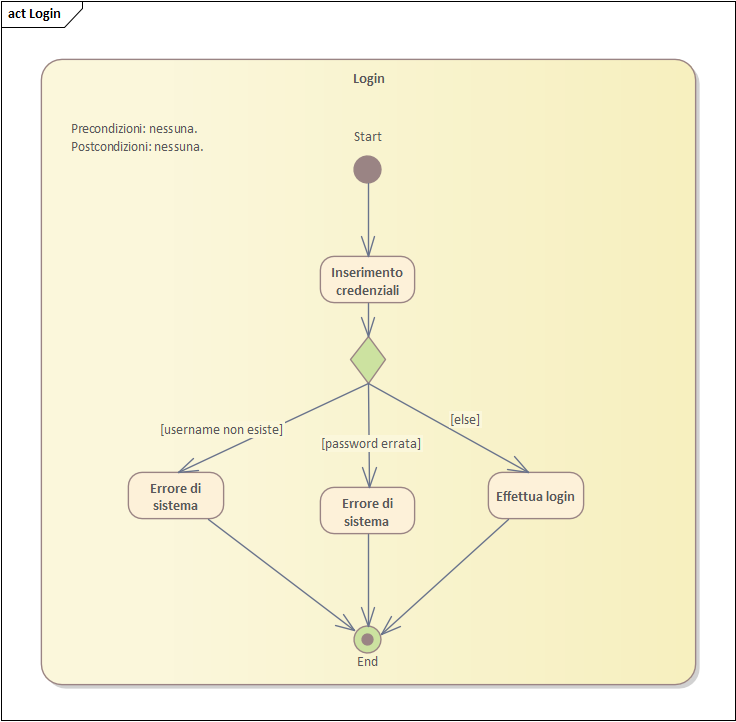 act Login
Login
Precondizioni: nessuna.
Postcondizioni: nessuna.
Start
Inserimento
credenziali
[else]
[username non esiste]
[password errata]
Errore di
sistema
Errore di
sistema
Effettua login
End